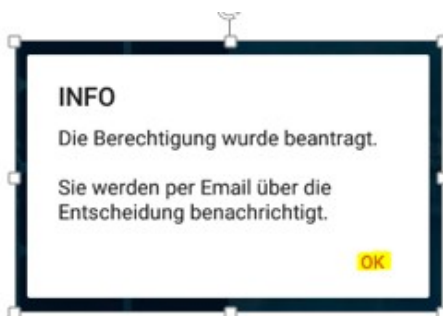 INFO
Die Berechtigung wurde beantragt.
Sie werden per Email über die
Entscheidung benachrichtigt.
OK